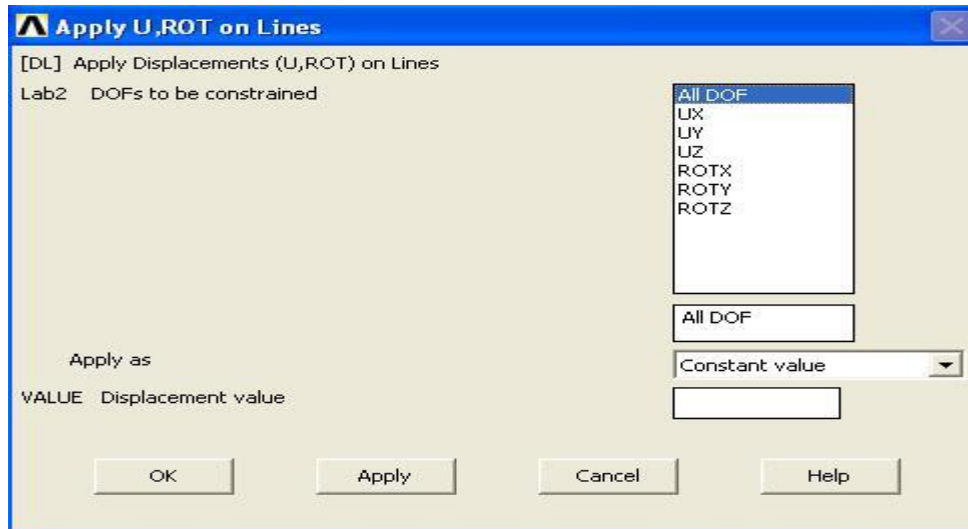 Apply U,ROT on Lines
[DL] Apply Displacements (U,ROT) on Lines
Lab2 DOFs to be constrained
All DOF
UX
UY
UZ
ROTX
ROTY
ROTZ
All DOF
Apply as
Constant value
VALUE Displacement value
OK Apply Cancel Help